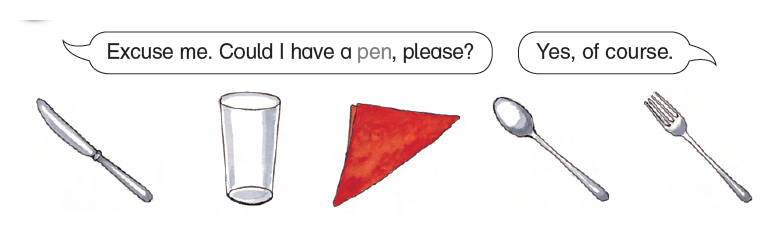 Excuse me. Could I have a pen, please?
Yes, of course.